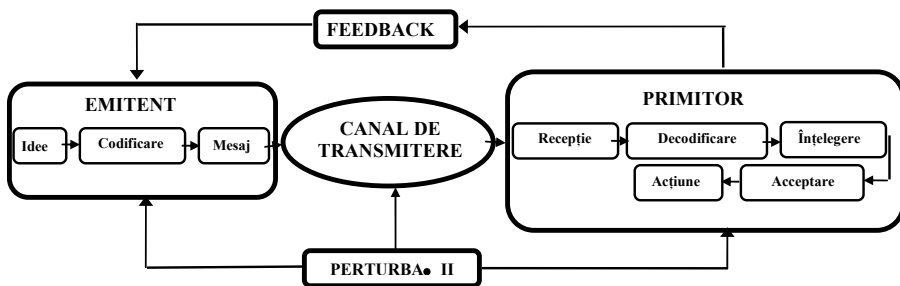 FEEDBACK
EMITENT
Idee
Codificare
Mesaj
CANAL DE
TRANSMITERE
PRIMITOR
Recepție
Decodificare
Înțelegere
Acțiune
Acceptare
PERTURBA● II